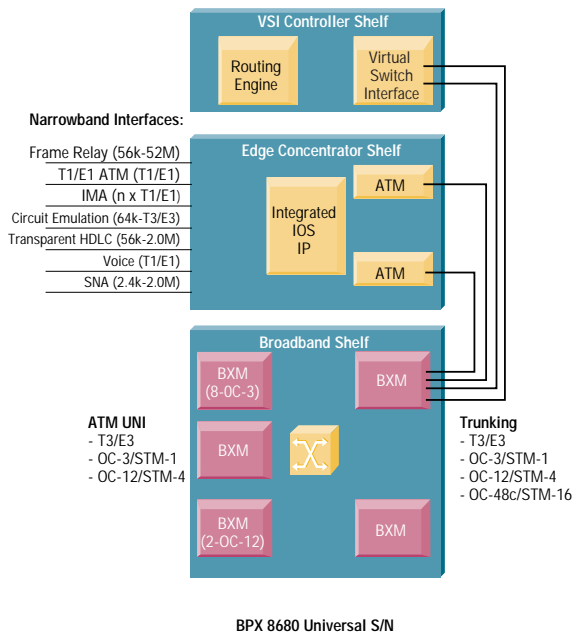 VSI Controller Shelf
Routing
Engine
Virtual
Switch
Interface
Narrowband Interfaces:
Frame Relay (56k-52M)
T1/E1 ATM (T1/E1)
IMA (n x T1/E1)
Circuit Emulation (64k-T3/E3)
Transparent HDLC (56k-2.0M)
Voice (T1/E1)
SNA (2.4k-2.0M)
Edge Concentrator Shelf
Integrated
IOS
IP
ATM
ATM
Broadband Shelf
BXM
(8-0C-3)
BXM
BXM
BXM
(2-OC-12)
BXM
ATM UNI
- T3/E3
- OC-3/STM-1
- OC-12/STM-4
Trunking
- T3/E3
- OC-3/STM-1
- OC-12/STM-4
- OC-48c/STM-16
BPX 8680 Universal S/N